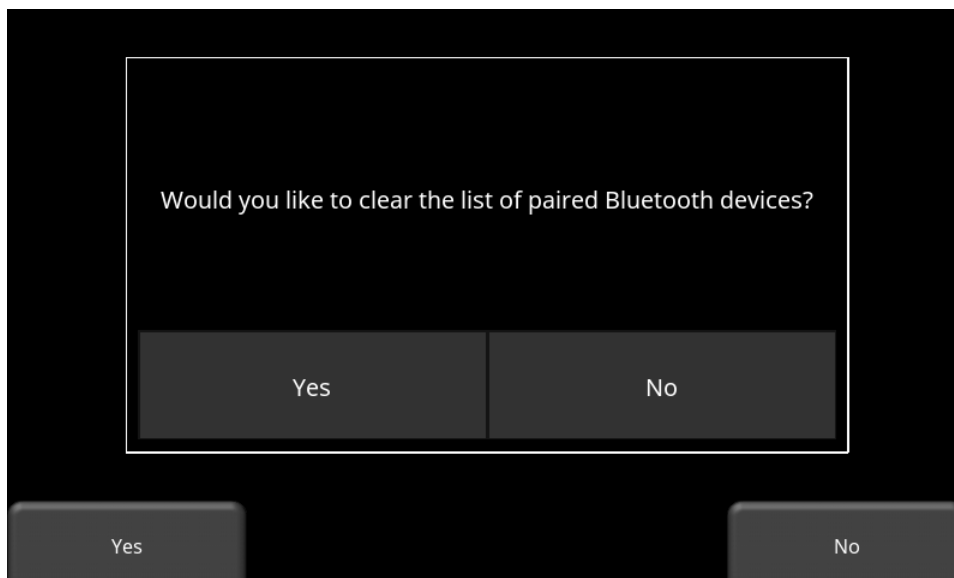 Would you like to clear the list of paired Bluetooth devices?
Yes
No
Yes
No